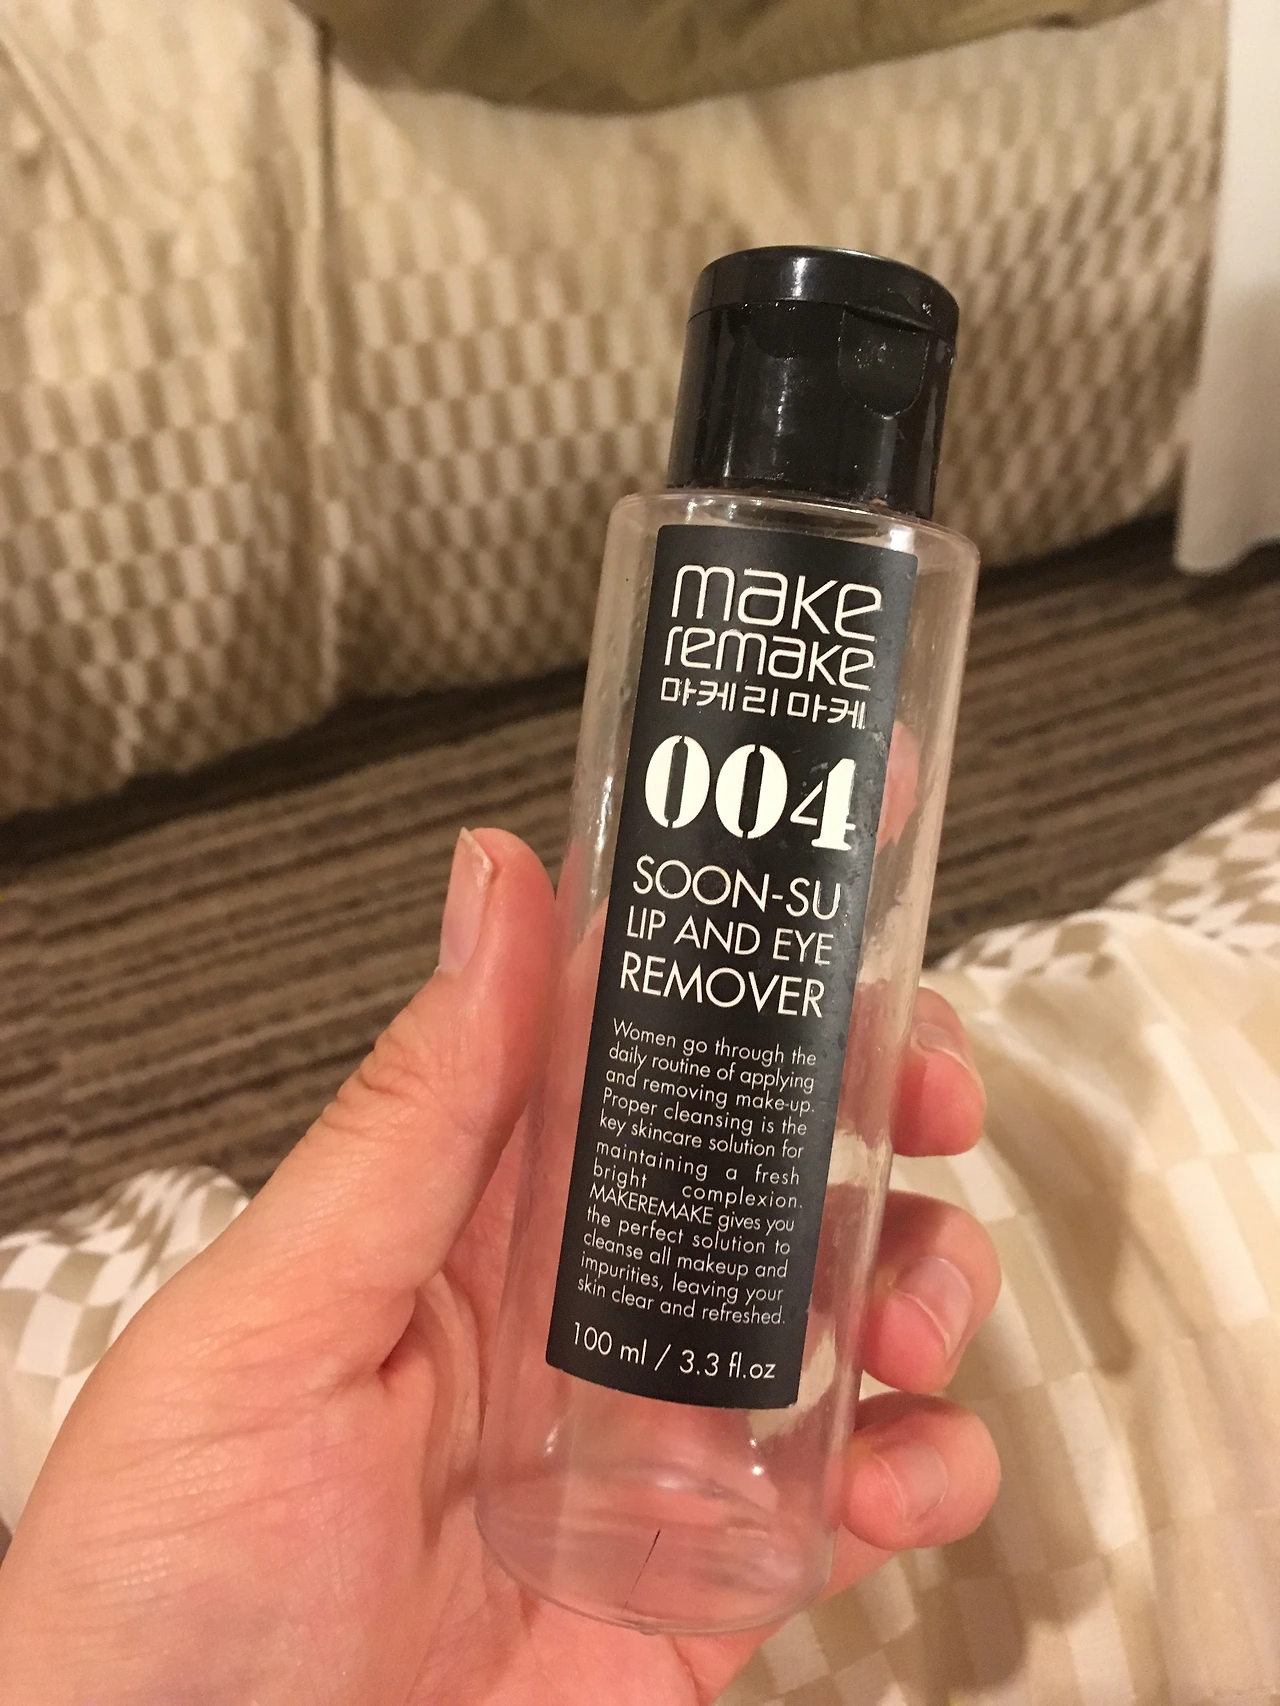 make
remake
마케리마케
004
SOON-SU
LIP AND EYE
REMOVER
Women go through the
daily routine of applying
and removing make-up.
Proper cleansing is the
key skincare solution for
maintaining a fresh
bright complexion.
MAKEREMAKE gives you
the perfect solution to
cleanse all makeup and
impurities, leaving your
skin clear and refreshed.
100 ml / 3.3 fl.oz